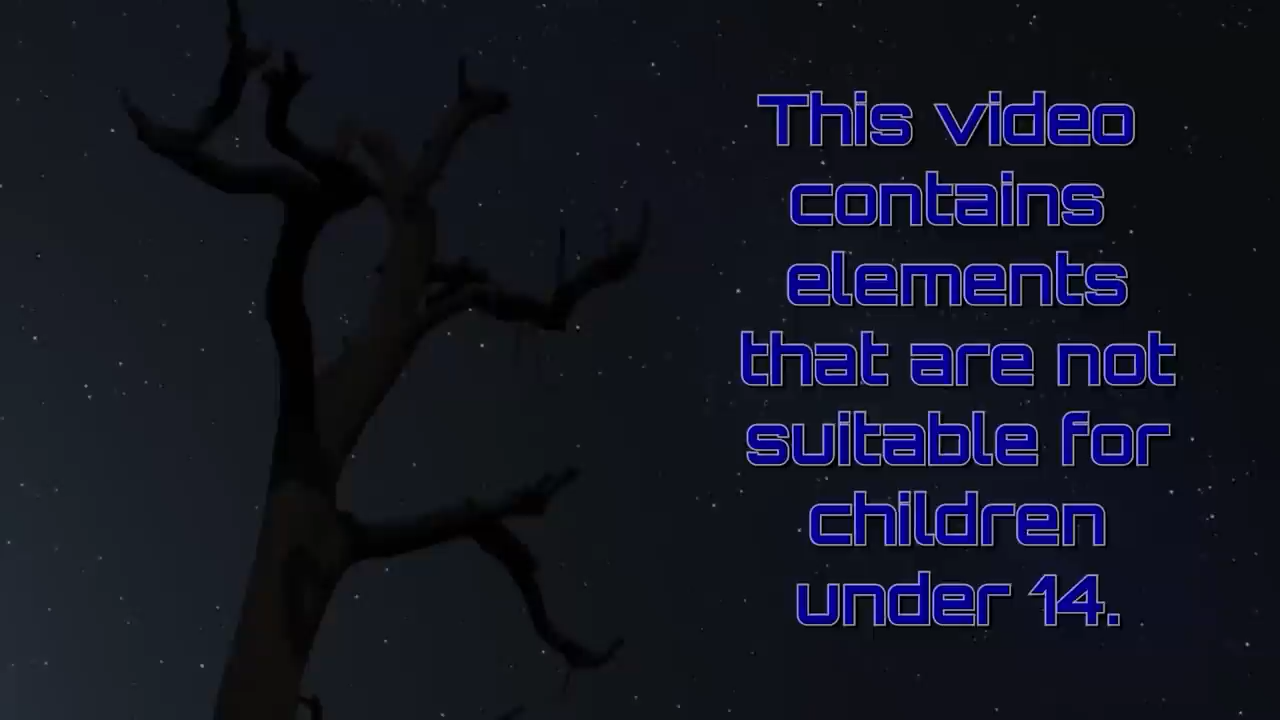 This video
contains
elements
that are not
suitable for
children
under 14.